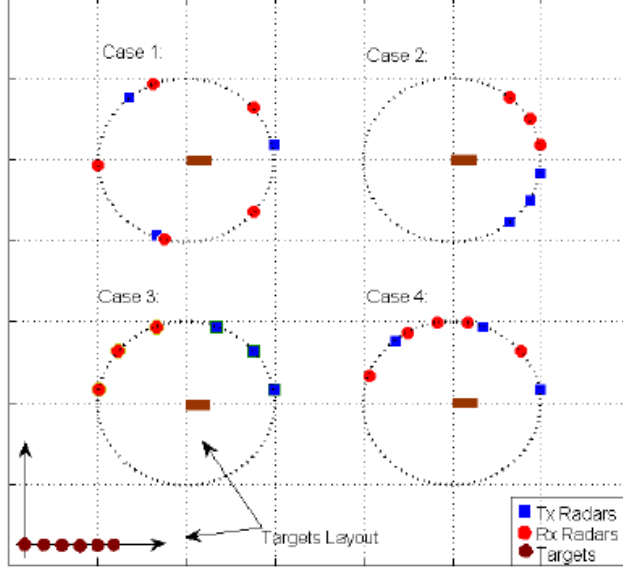 Case 1:
Case 2:
Case 3:
Case 4:
Targets Layout
Tx Radars
Rx Radars
Targets